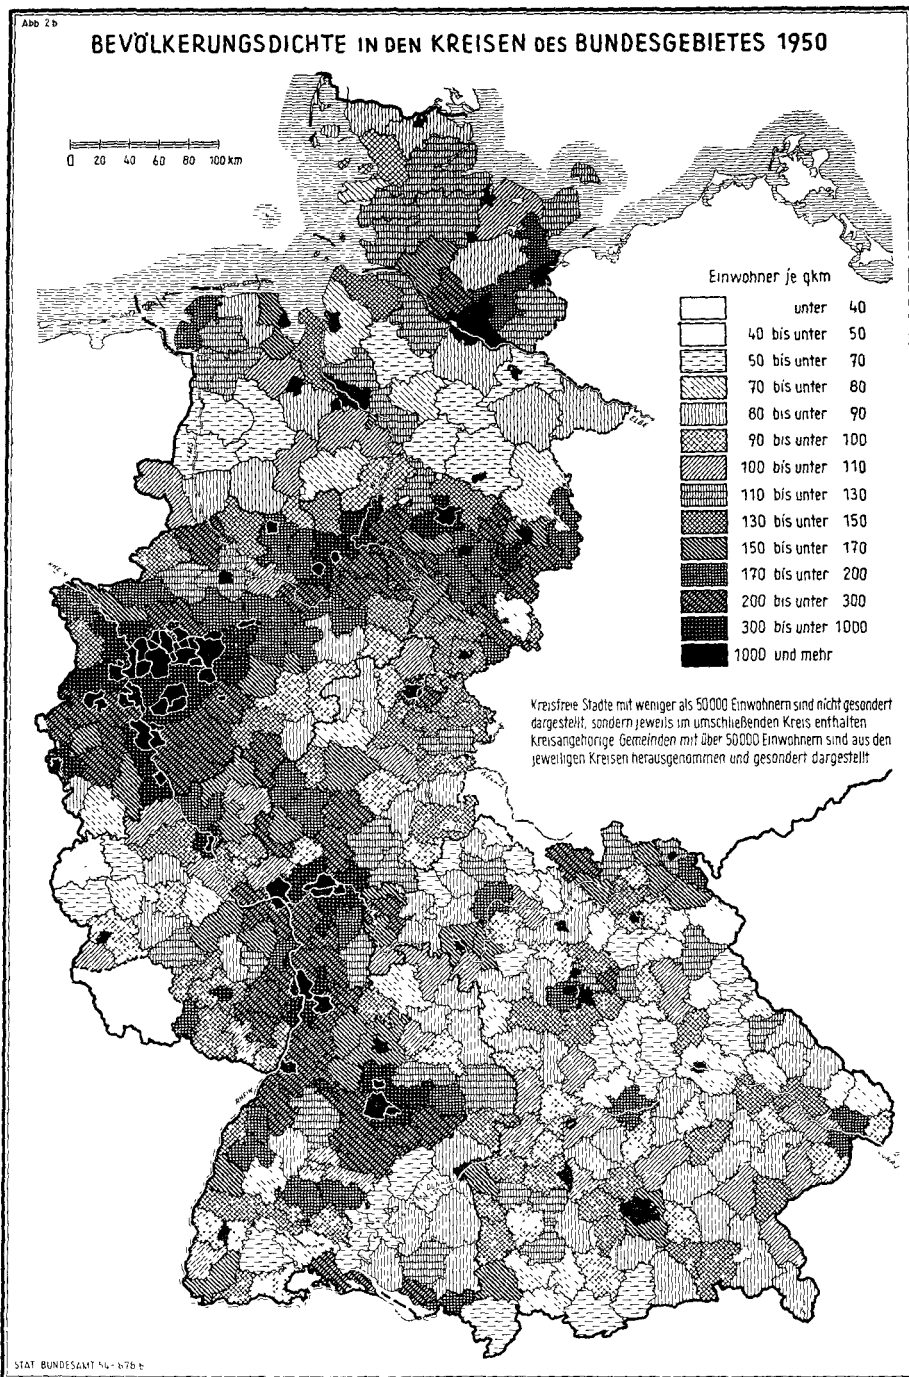 Abb 2b
BEVÖLKERUNGSDICHTE IN DEN KREISEN DES BUNDESGEBIETES 1950
0 20 40 60 80 100 km
Einwohner je qkm
unter 40
40 bis unter 50
50 bis unter 70
70 bis unter 80
80 bis unter 90
90 bis unter 100
100 bis unter 110
110 bis unter 130
130 bis unter 150
150 bis unter 170
170 bis unter 200
200 bis unter 300
300 bis unter 1000
1000 und mehr
ELBE
Kreisfreie Stadte mit weniger als 50000 Einwohnern sind nicht gesondert
dargestellt, sondern jeweils im umschließenden Kreis enthalten
Kreisangehorige Gemeinden mit über 50000 Einwohnern sind aus den
jeweiligen Kreisen herausgenommen und gesondert dargestellt
RHEIN
DONAU
STAT BUNDESAMT 54-676 b